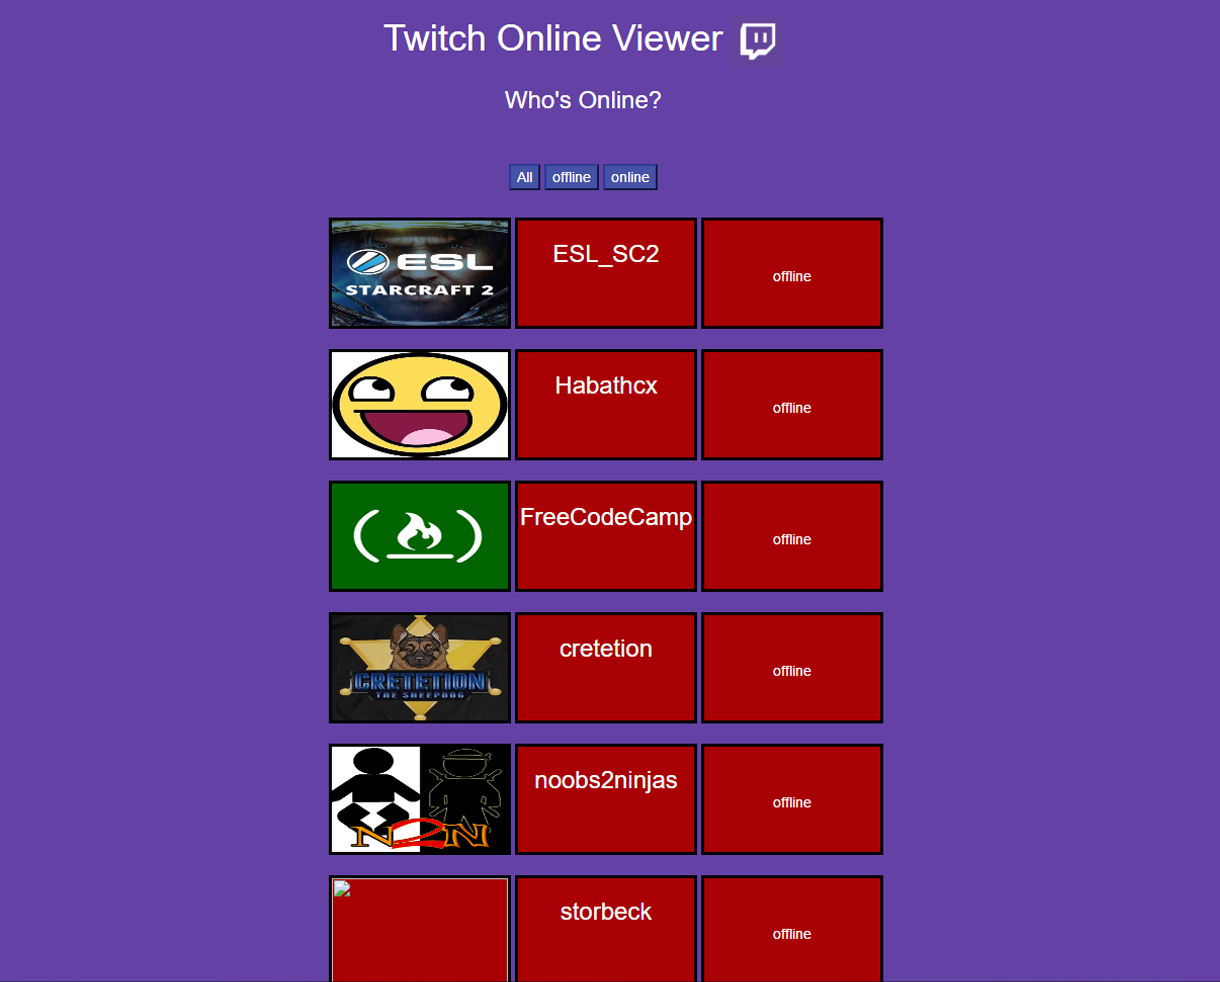 Twitch Online Viewer
Who's Online?
All offline online
ESL
STARCRAFT 2
ESL_SC2
offline
Habathcx
offline
FreeCodeCamp
offline
CRETETION
THE SHEEPDOG
cretetion
offline
N2N
noobs2ninjas
offline
storbeck
offline